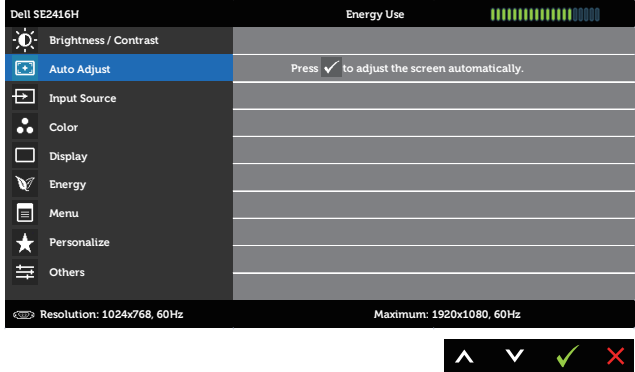 Dell SE2416H Energy Use
Brightness / Contrast
Auto Adjust Press to adjust the screen automatically.
Input Source
Color
Display
Energy
Menu
Personalize
Others
Resolution: 1024x768, 60Hz Maximum: 1920x1080, 60Hz